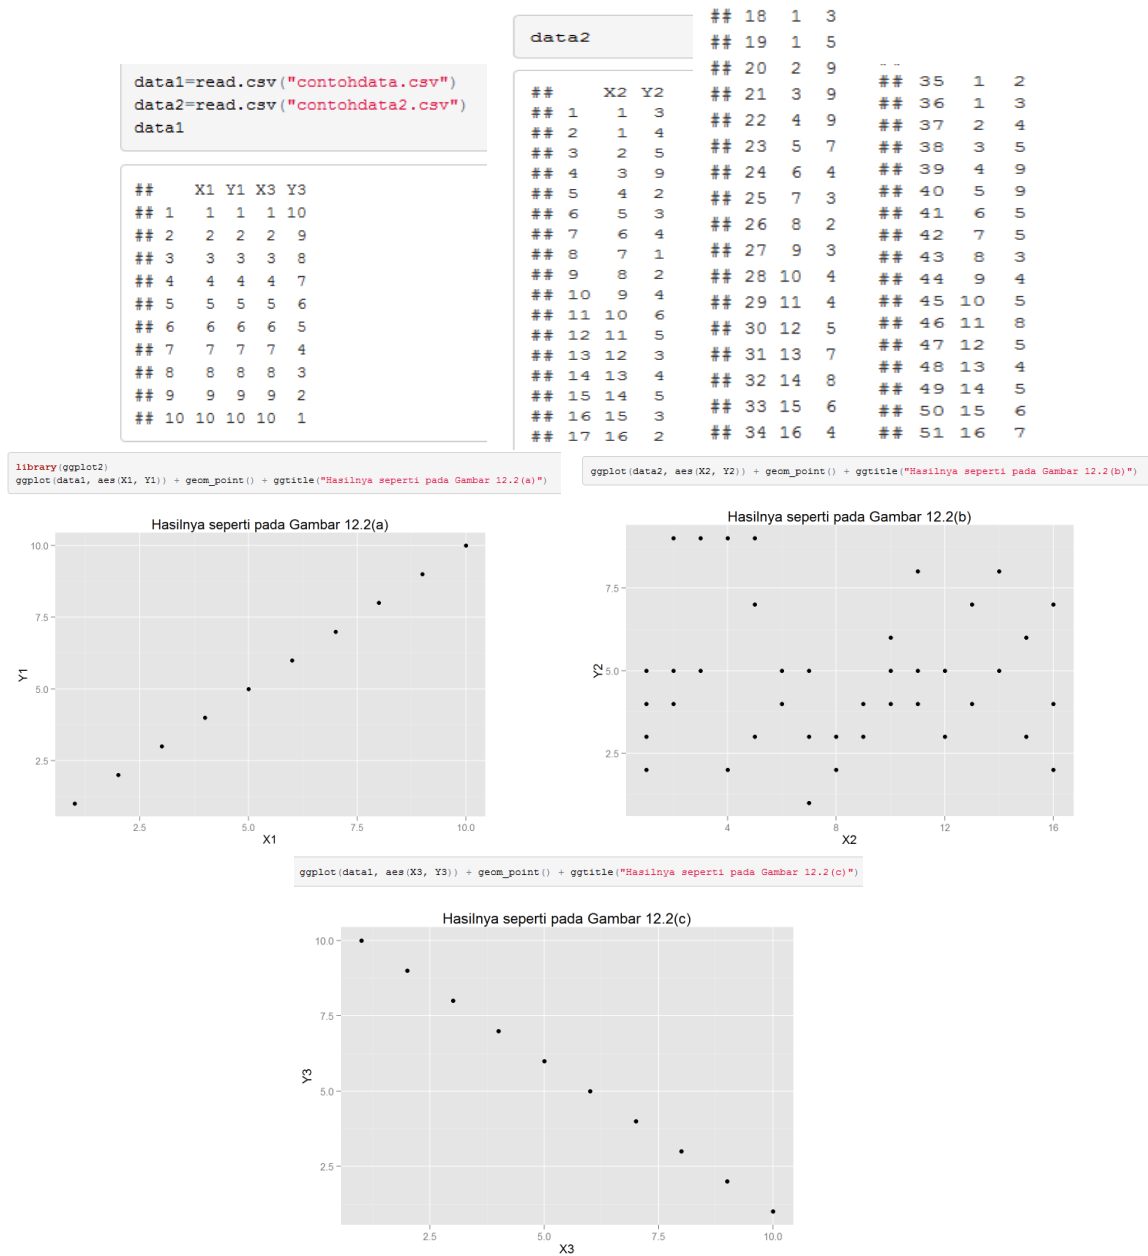 data1=read.csv("contohdata.csv")
data2=read.csv("contohdata2.csv")
data1
## X1 Y1 X3 Y3
## 1 1 1 1 10
## 2 2 2 2 9
## 3 3 3 3 8
## 4 4 4 4 7
## 5 5 5 5 6
## 6 6 6 6 5
## 7 7 7 7 4
## 8 8 8 8 3
## 9 9 9 9 2
## 10 10 10 10 1
data2
## X2 Y2
## 1 1 3
## 2 1 4
## 3 2 5
## 4 3 9
## 5 4 2
## 6 5 3
## 7 6 4
## 8 7 1
## 9 8 2
## 10 9 4
## 11 10 6
## 12 11 5
## 13 12 3
## 14 13 4
## 15 14 5
## 16 15 3
## 17 16 2
## 18 1 3
## 19 1 5
## 20 2 9
## 21 3 9
## 22 4 9
## 23 5 7
## 24 6 4
## 25 7 3
## 26 8 2
## 27 9 3
## 28 10 4
## 29 11 4
## 30 12 5
## 31 13 7
## 32 14 8
## 33 15 6
## 34 16 4
## 35 1 2
## 36 1 3
## 37 2 4
## 38 3 5
## 39 4 9
## 40 5 9
## 41 6 5
## 42 7 5
## 43 8 3
## 44 9 4
## 45 10 5
## 46 11 8
## 47 12 5
## 48 13 4
## 49 14 5
## 50 15 6
## 51 16 7
library(ggplot2)
ggplot(data1, aes(X1, Y1)) + geom_point() + ggtitle("Hasilnya seperti pada Gambar 12.2(a)")
Hasilnya seperti pada Gambar 12.2(a)
10.0
7.5
5.0
2.5
Y1
2.5 5.0 7.5 10.0
X1
ggplot(data2, aes(X2, Y2)) + geom_point() + ggtitle("Hasilnya seperti pada Gambar 12.2(b)")
Hasilnya seperti pada Gambar 12.2(b)
7.5
5.0
2.5
Y2
4 8 12 16
X2
ggplot(data1, aes(X3, Y3)) + geom_point() + ggtitle("Hasilnya seperti pada Gambar 12.2(c)")
Hasilnya seperti pada Gambar 12.2(c)
10.0
7.5
5.0
2.5
Y3
2.5 5.0 7.5 10.0
X3